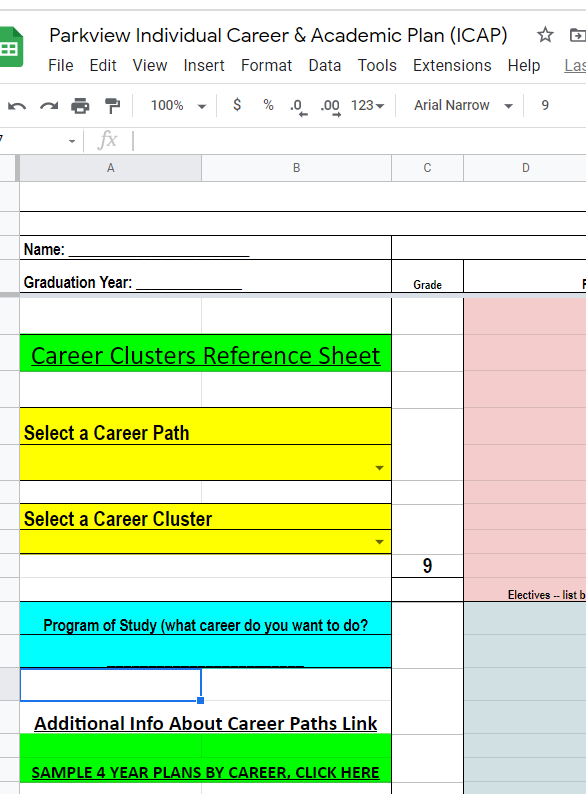 Parkview Individual Career & Academic Plan (ICAP)
File Edit View Insert Format Data Tools Extensions Help Las
100% $ % .0 .00 123 Arial Narrow 9
fx
A B C D
Name: ____________________
Graduation Year: ______________
Grade
Career Clusters Reference Sheet
Select a Career Path
Select a Career Cluster
9
Electives -- list b
Program of Study (what career do you want to do?
__________________________
Additional Info About Career Paths Link
SAMPLE 4 YEAR PLANS BY CAREER, CLICK HERE